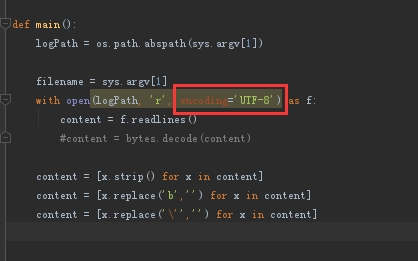 def main():
logPath = os.path.abspath(sys.argv[1])
filename = sys.argv[1]
with open(logPath, 'r', encoding='UTF-8') as f:
content = f.readlines()
#content = bytes.decode(content)
content = [x.strip() for x in content]
content = [x.replace('b','') for x in content]
content = [x.replace('\'','') for x in content]